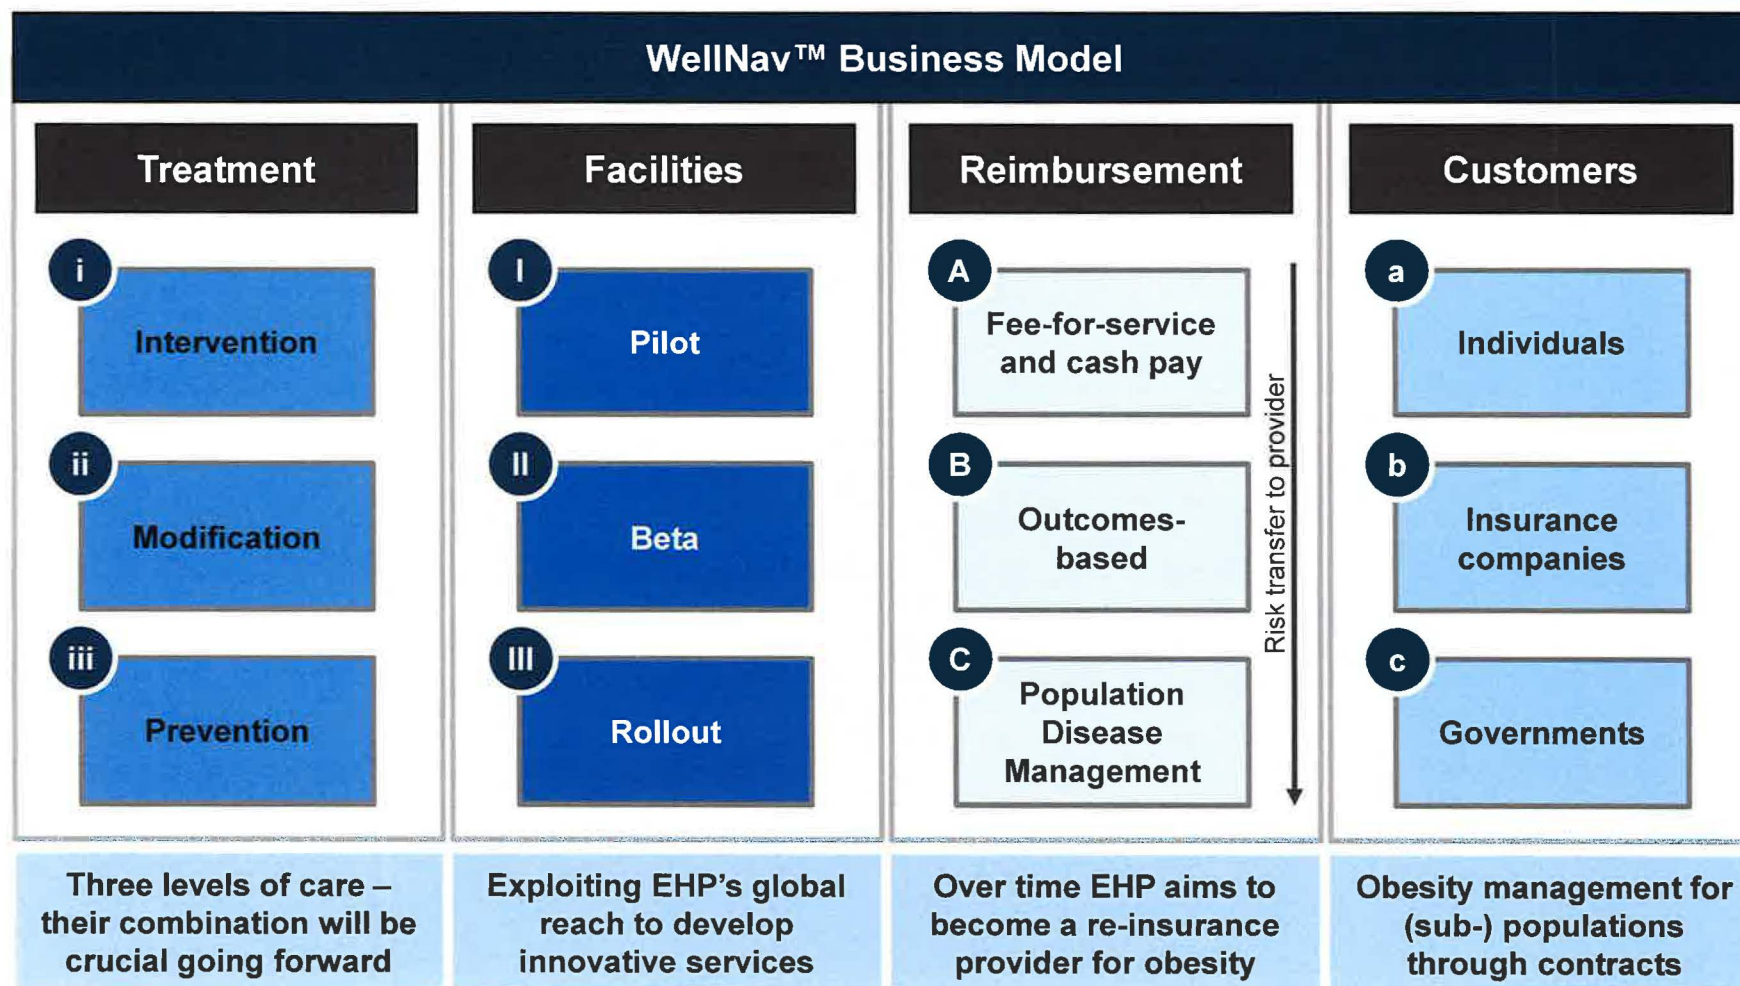 WellNav™ Business Model
Treatment
i
Intervention
ii
Modification
iii
Prevention
Three levels of care –
their combination will be
crucial going forward
Facilities
I
Pilot
II
Beta
III
Rollout
Exploiting EHP's global
reach to develop
innovative services
Reimbursement
A
Fee-for-service
and cash pay
B
Outcomes-
based
C
Population
Disease
Management
Risk transfer to provider
Over time EHP aims to
become a re-insurance
provider for obesity
Customers
a
Individuals
b
Insurance
companies
c
Governments
Obesity management for
(sub-) populations
through contracts